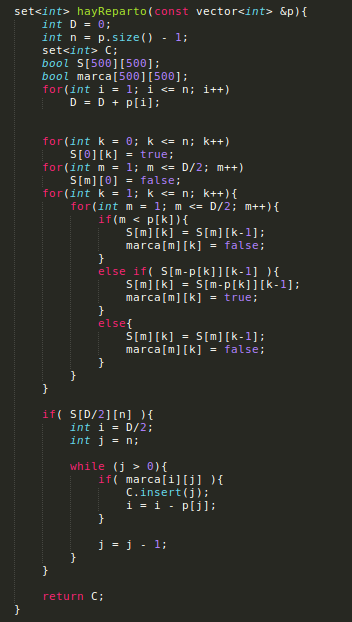 set<int> hayReparto(const vector<int> &p){
    int D = 0;
    int n = p.size() - 1;
    set<int> C;
    bool S[500][500];
    bool marca[500][500];
    for(int i = 1; i <= n; i++)
        D = D + p[i];


    for(int k = 0; k <= n; k++)
        S[0][k] = true;
    for(int m = 1; m <= D/2; m++)
        S[m][0] = false;
    for(int k = 1; k <= n; k++){
        for(int m = 1; m <= D/2; m++){
            if(m < p[k]){
                S[m][k] = S[m][k-1];
                marca[m][k] = false;
            }
            else if( S[m-p[k]][k-1] ){
                S[m][k] = S[m-p[k]][k-1];
                marca[m][k] = true;
            }
            else{
                S[m][k] = S[m][k-1];
                marca[m][k] = false;
            }
        }
    }

    if( S[D/2][n] ){
        int i = D/2;
        int j = n;

        while (j > 0){
            if( marca[i][j] ){
                C.insert(j);
                i = i - p[j];
            }

            j = j - 1;
        }
    }

    return C;
}